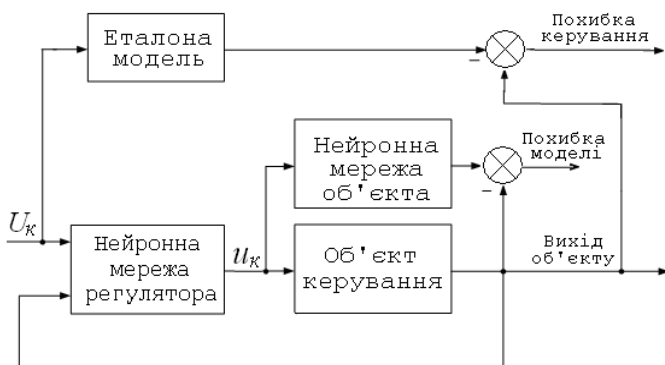 Еталона
модель
Похибка
керування
Нейронна
мережа
об'єкта
Похибка
моделі
Uк
Нейронна
мережа
регулятора
uк
Об'єкт
керування
Вихід
об'єкту